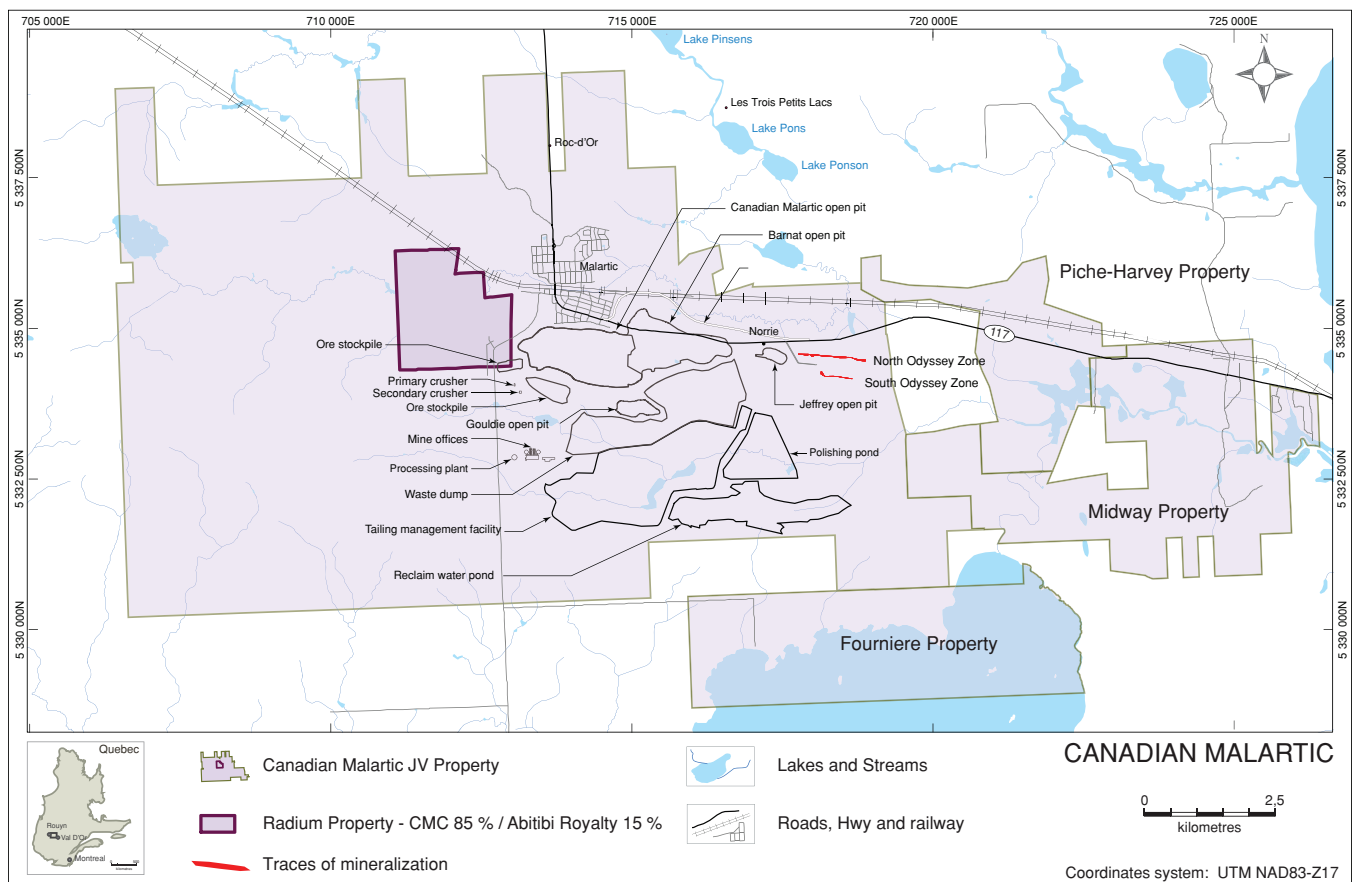 705 000E
710 000E
715 000E
720 000E
725 000E
Lake Pinsens
N
Les Trois Petits Lacs
Lake Pons
Roc-d'Or
Lake Ponson
5 337 500N
5 337 500N
Canadian Malartic open pit
Barnat open pit
Malartic
Piche-Harvey Property
5 335 000N
5 335 000N
Norrie
117
Ore stockpile
North Odyssey Zone
South Odyssey Zone
Primary crusher
Secondary crusher
Ore stockpile
Jeffrey open pit
Gouldie open pit
Mine offices
Polishing pond
Processing plant
5 332 500N
5 332 500N
Waste dump
Midway Property
Tailing management facility
Reclaim water pond
5 330 000N
5 330 000N
Fourniere Property
Quebec
Rouyn
Val D'Or
Montreal
Canadian Malartic JV Property
Radium Property - CMC 85 % / Abitibi Royalty 15 %
Traces of mineralization
Lakes and Streams
Roads, Hwy and railway
CANADIAN MALARTIC
0 2,5
kilometres
Coordinates system: UTM NAD83-Z17